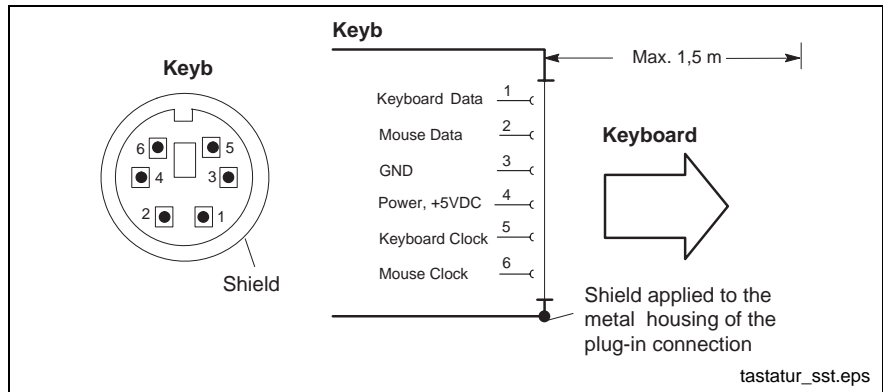 Keyb
6
5
4
3
2
1
Shield
Keyb
Max. 1,5 m
Keyboard Data 1
Mouse Data 2
GND 3
Power, +5VDC 4
Keyboard Clock 5
Mouse Clock 6
Keyboard
Shield applied to the
metal housing of the
plug-in connection
tastatur_sst.eps